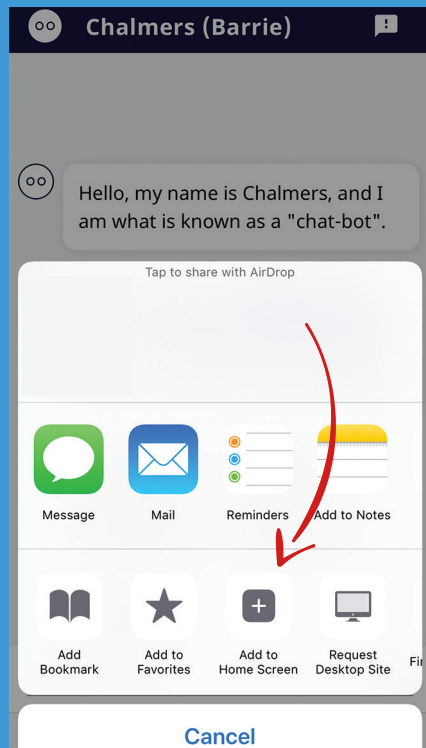 Chalmers (Barrie)
Hello, my name is Chalmers, and I
am what is known as a "chat-bot".
Tap to share with AirDrop
Message Mail Reminders Add to Notes
Add Add to Add to Request
Bookmark Favorites Home Screen Desktop Site
Cancel